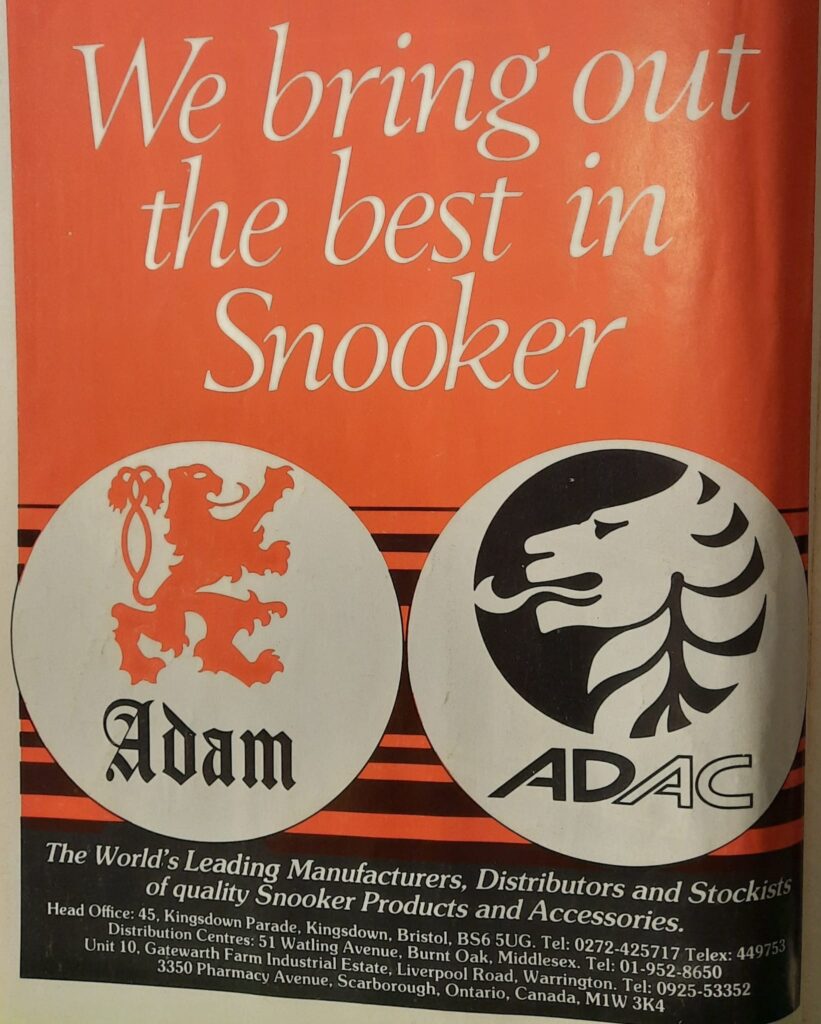 We bring out
the best in
Snooker
Adam
ADAC
The World's Leading Manufacturers, Distributors and Stockists
of quality Snooker Products and Accessories.
Head Office: 45, Kingsdown Parade, Kingsdown, Bristol, BS6 5UG. Tel: 0272-425717 Telex: 449753
Distribution Centres: 51 Watling Avenue, Burnt Oak, Middlesex. Tel: 01-952-8650
Unit 10, Gatewarth Farm Industrial Estate, Liverpool Road, Warrington. Tel: 0925-53352
3350 Pharmacy Avenue, Scarborough, Ontario, Canada, M1W 3K4